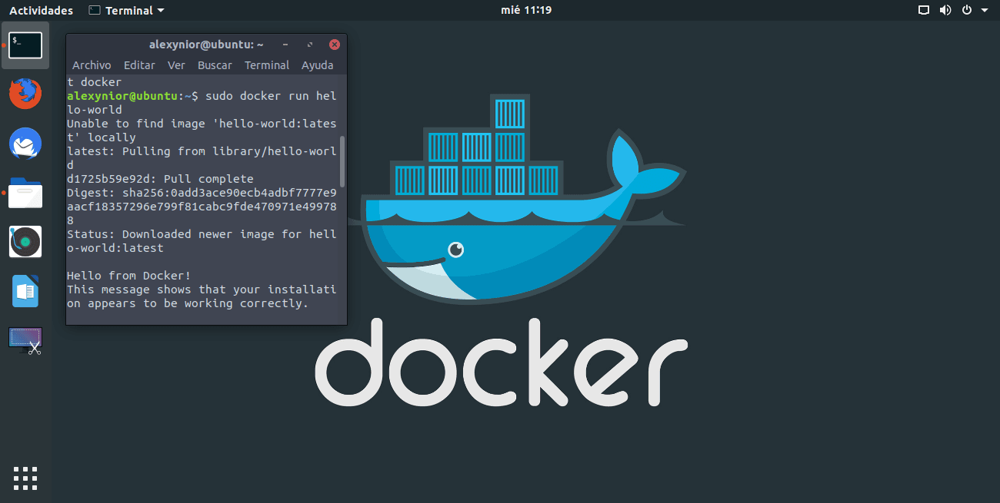 Actividades
Terminal
mié 11:19
alexynior@ubuntu: ~
Archivo Editar Ver Buscar Terminal Ayuda
t docker
alexynior@ubuntu:~$ sudo docker run hel
lo-world
Unable to find image 'hello-world:lates
t' locally
latest: Pulling from library/hello-worl
d
d1725b59e92d: Pull complete
Digest: sha256:0add3ace90ecb4adbf7777e9
aacf18357296e799f81cabc9fde470971e49978
8
Status: Downloaded newer image for hell
o-world:latest
Hello from Docker!
This message shows that your installati
on appears to be working correctly.
docker